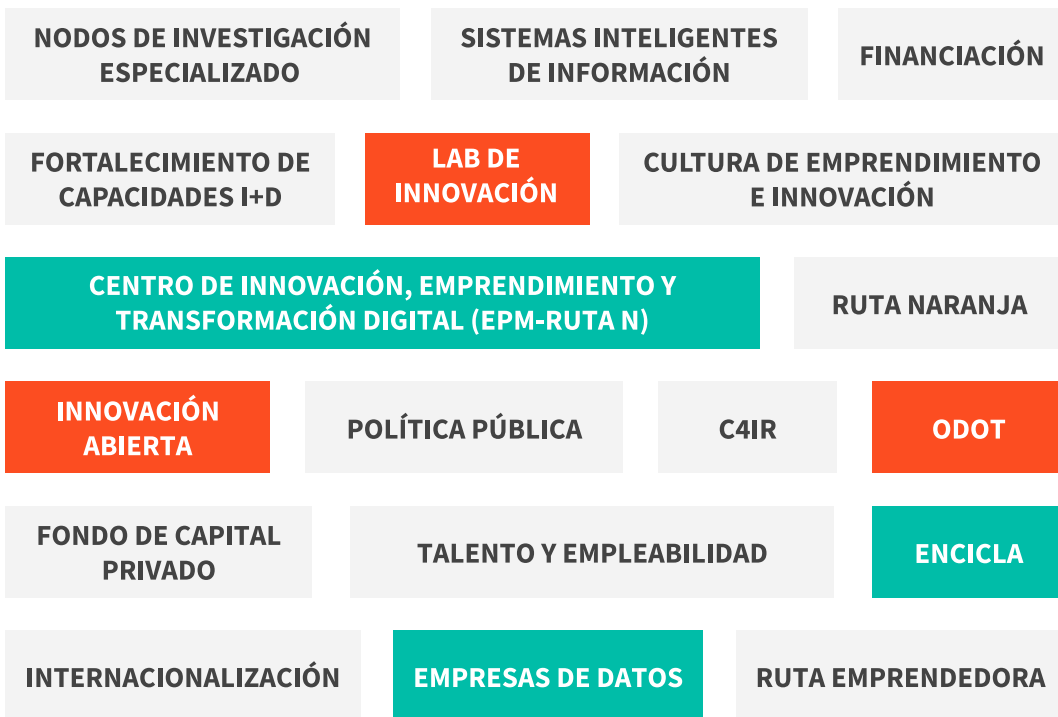 NODOS DE INVESTIGACIÓN
ESPECIALIZADO
SISTEMAS INTELIGENTES
DE INFORMACIÓN
FINANCIACIÓN
FORTALECIMIENTO DE
CAPACIDADES I+D
LAB DE
INNOVACIÓN
CULTURA DE EMPRENDIMIENTO
E INNOVACIÓN
CENTRO DE INNOVACIÓN, EMPRENDIMIENTO Y
TRANSFORMACIÓN DIGITAL (EPM-RUTA N)
RUTA NARANJA
INNOVACIÓN
ABIERTA
POLÍTICA PÚBLICA
C4IR
ODOT
FONDO DE CAPITAL
PRIVADO
TALENTO Y EMPLEABILIDAD
ENCICLA
INTERNACIONALIZACIÓN
EMPRESAS DE DATOS
RUTA EMPRENDEDORA